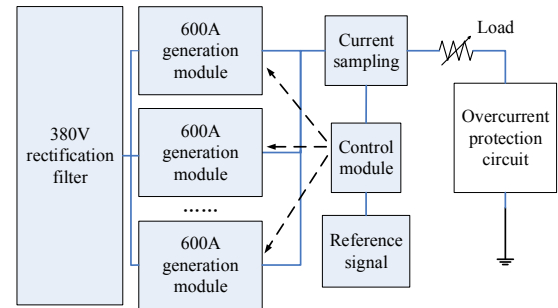 380V
rectification
filter
600A
generation
module
600A
generation
module
......
600A
generation
module
Current
sampling
Control
module
Reference
signal
Load
Overcurrent
protection
circuit